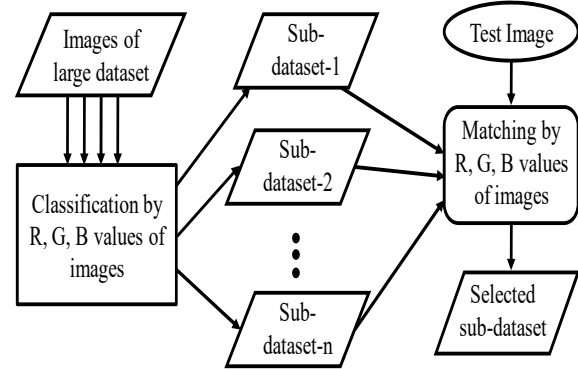 Images of
large dataset
Classification by
R, G, B values of
images
Sub-
dataset-1
Sub-
dataset-2
Sub-
dataset-n
Test Image
Matching by
R, G, B values
of images
Selected
sub-dataset